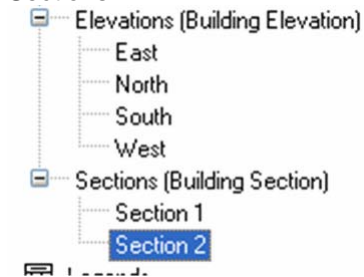 Elevations (Building Elevation)
East
North
South
West
Sections (Building Section)
Section 1
Section 2